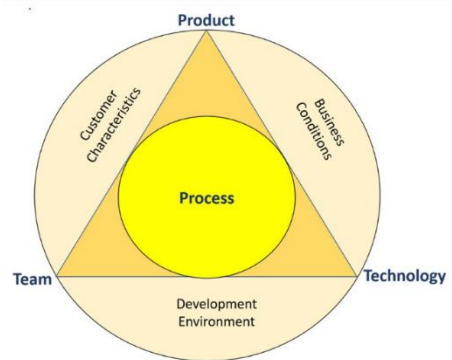 Product
Customer
Characteristics
Business
Conditions
Process
Team
Technology
Development
Environment